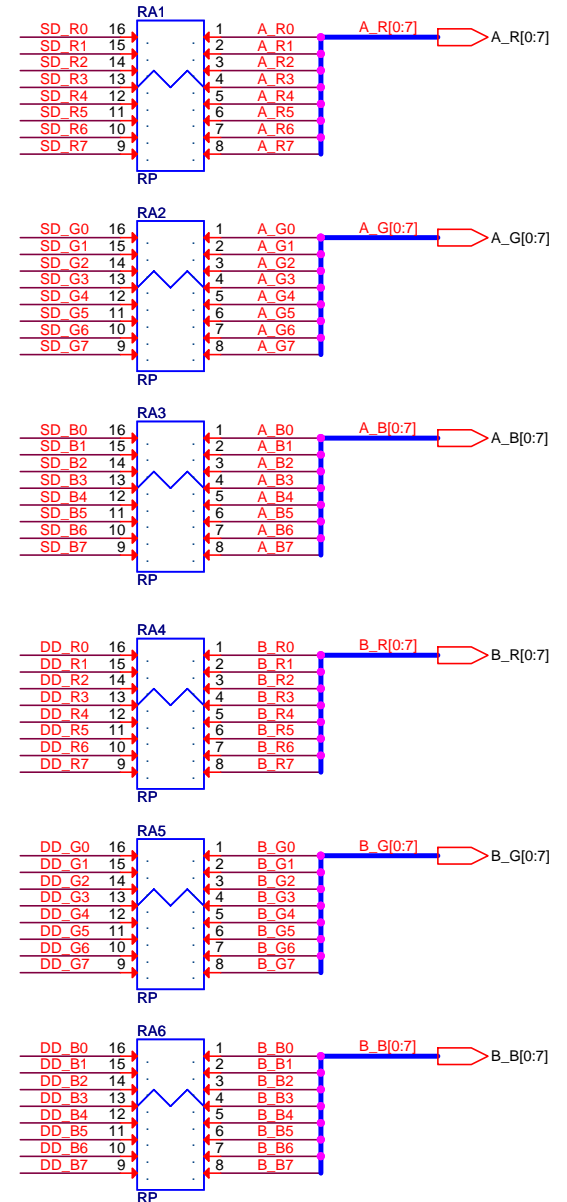 RA1
SD_R0 16 1 A_R0 A_R[0:7] A_R[0:7]
SD_R1 15 2 A_R1
SD_R2 14 3 A_R2
SD_R3 13 4 A_R3
SD_R4 12 5 A_R4
SD_R5 11 6 A_R5
SD_R6 10 7 A_R6
SD_R7 9 8 A_R7
RP
RA2
SD_G0 16 1 A_G0 A_G[0:7] A_G[0:7]
SD_G1 15 2 A_G1
SD_G2 14 3 A_G2
SD_G3 13 4 A_G3
SD_G4 12 5 A_G4
SD_G5 11 6 A_G5
SD_G6 10 7 A_G6
SD_G7 9 8 A_G7
RP
RA3
SD_B0 16 1 A_B0 A_B[0:7] A_B[0:7]
SD_B1 15 2 A_B1
SD_B2 14 3 A_B2
SD_B3 13 4 A_B3
SD_B4 12 5 A_B4
SD_B5 11 6 A_B5
SD_B6 10 7 A_B6
SD_B7 9 8 A_B7
RP
RA4
DD_R0 16 1 B_R0 B_R[0:7] B_R[0:7]
DD_R1 15 2 B_R1
DD_R2 14 3 B_R2
DD_R3 13 4 B_R3
DD_R4 12 5 B_R4
DD_R5 11 6 B_R5
DD_R6 10 7 B_R6
DD_R7 9 8 B_R7
RP
RA5
DD_G0 16 1 B_G0 B_G[0:7] B_G[0:7]
DD_G1 15 2 B_G1
DD_G2 14 3 B_G2
DD_G3 13 4 B_G3
DD_G4 12 5 B_G4
DD_G5 11 6 B_G5
DD_G6 10 7 B_G6
DD_G7 9 8 B_G7
RP
RA6
DD_B0 16 1 B_B0 B_B[0:7] B_B[0:7]
DD_B1 15 2 B_B1
DD_B2 14 3 B_B2
DD_B3 13 4 B_B3
DD_B4 12 5 B_B4
DD_B5 11 6 B_B5
DD_B6 10 7 B_B6
DD_B7 9 8 B_B7
RP